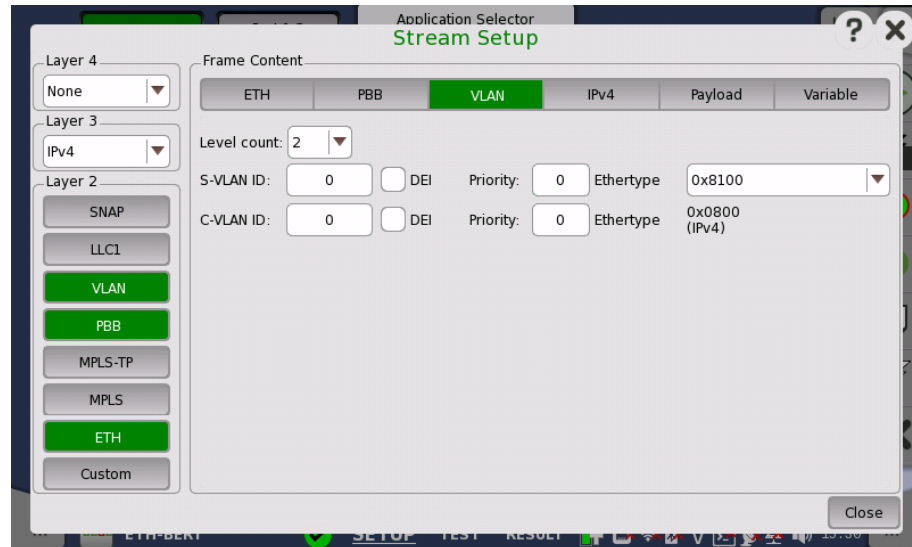 Application Selector
Stream Setup
?
Layer 4
None
Layer 3
IPv4
Layer 2
SNAP
LLC1
VLAN
PBB
MPLS-TP
MPLS
ETH
Custom
Frame Content
ETH PBB VLAN IPv4 Payload Variable
Level count: 2
S-VLAN ID: 0 DEI Priority: 0 Ethertype 0x8100
C-VLAN ID: 0 DEI Priority: 0 Ethertype 0x0800
(IPv4)
Close
ETH-BERT SETUP TEST RESULT